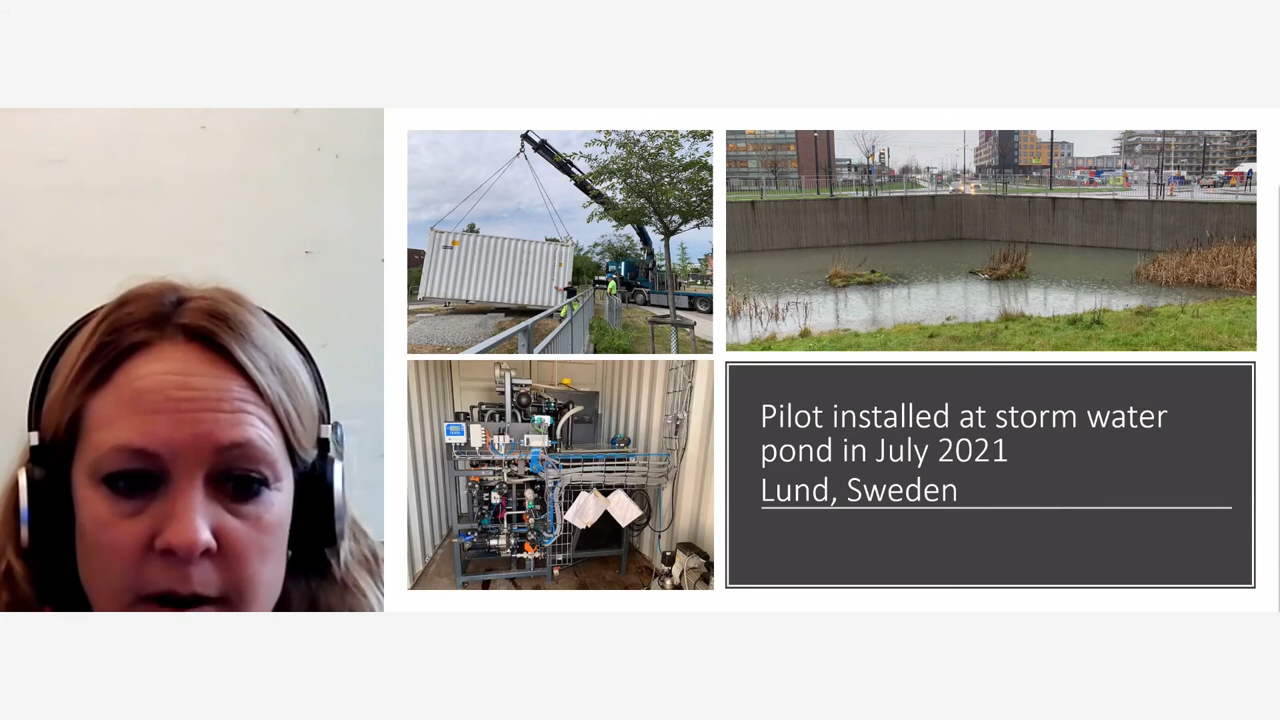 Pilot installed at storm water
pond in July 2021
Lund, Sweden